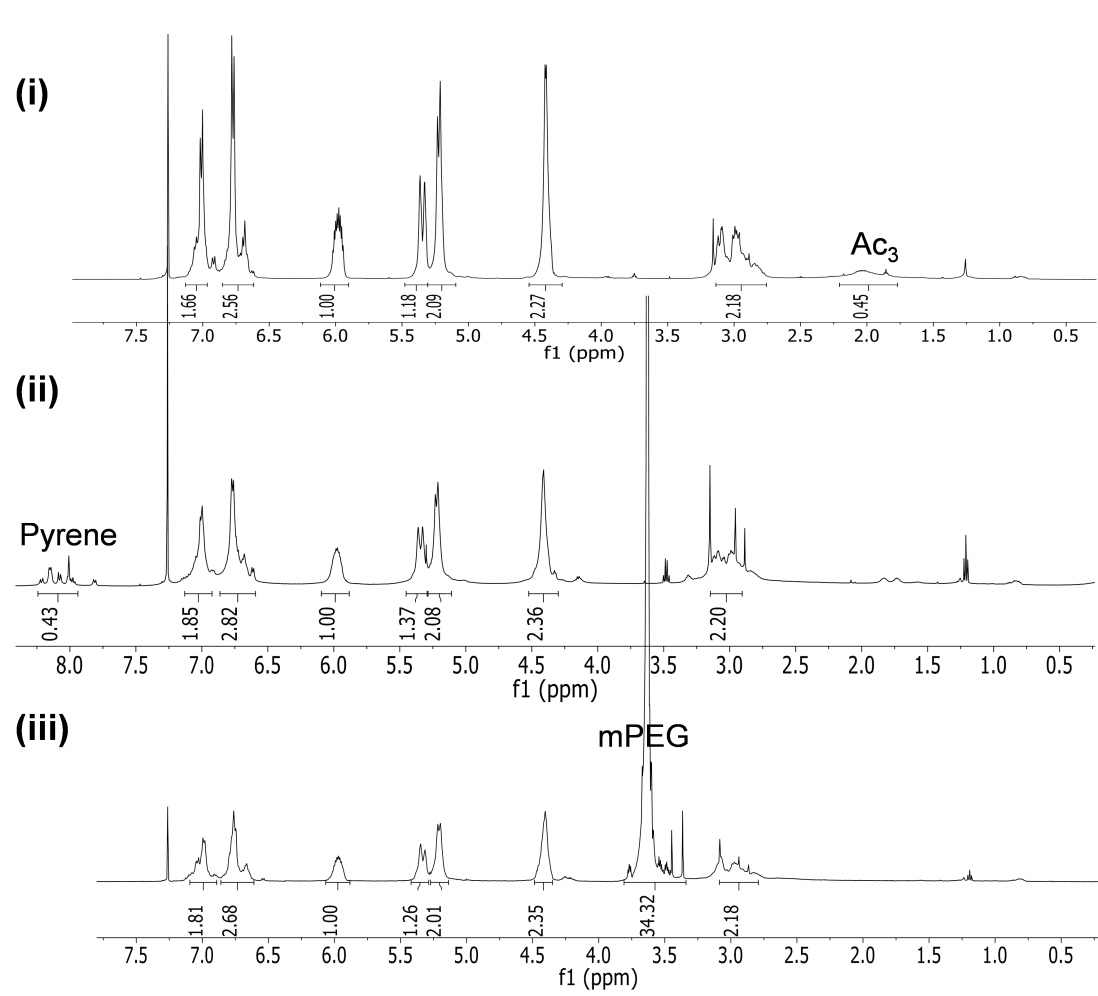 (i)
Ac3
1.66 2.56 1.00 1.18 2.09 2.27 2.18 0.45
7.5 7.0 6.5 6.0 5.5 5.0 4.5 4.0 3.5 3.0 2.5 2.0 1.5 1.0 0.5
f1 (ppm)
(ii)
Pyrene
0.43 1.85 2.82 1.00 1.37 2.08 2.36 2.20
8.0 7.5 7.0 6.5 6.0 5.5 5.0 4.5 4.0 3.5 3.0 2.5 2.0 1.5 1.0 0.5
f1 (ppm)
(iii)
mPEG
1.81 2.68 1.00 1.26 2.01 2.35 34.32 2.18
7.5 7.0 6.5 6.0 5.5 5.0 4.5 4.0 3.5 3.0 2.5 2.0 1.5 1.0 0.5
f1 (ppm)